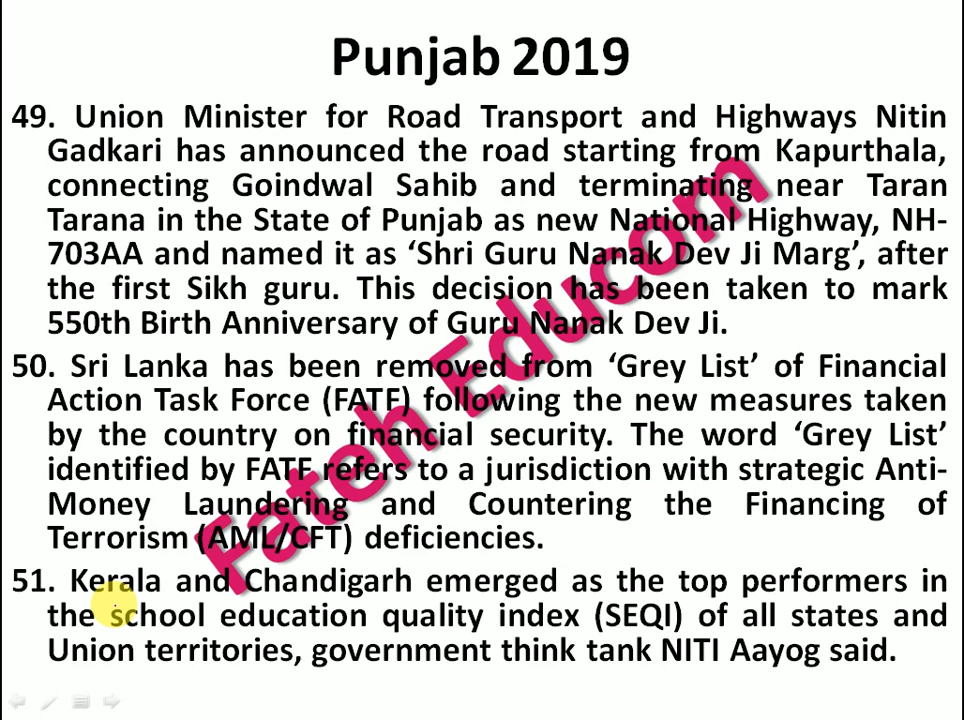 Punjab 2019
49. Union Minister for Road Transport and Highways Nitin
Gadkari has announced the road starting from Kapurthala,
connecting Goindwal Sahib and terminating near Taran
Tarana in the State of Punjab as new National Highway, NH-
703AA and named it as ‘Shri Guru Nanak Dev Ji Marg’, after
the first Sikh guru. This decision has been taken to mark
550th Birth Anniversary of Guru Nanak Dev Ji.
50. Sri Lanka has been removed from ‘Grey List’ of Financial
Action Task Force (FATF) following the new measures taken
by the country on financial security. The word ‘Grey List’
identified by FATF refers to a jurisdiction with strategic Anti-
Money Laundering and Countering the Financing of
Terrorism (AML/CFT) deficiencies.
51. Kerala and Chandigarh emerged as the top performers in
the school education quality index (SEQI) of all states and
Union territories, government think tank NITI Aayog said.
Fateh Educom